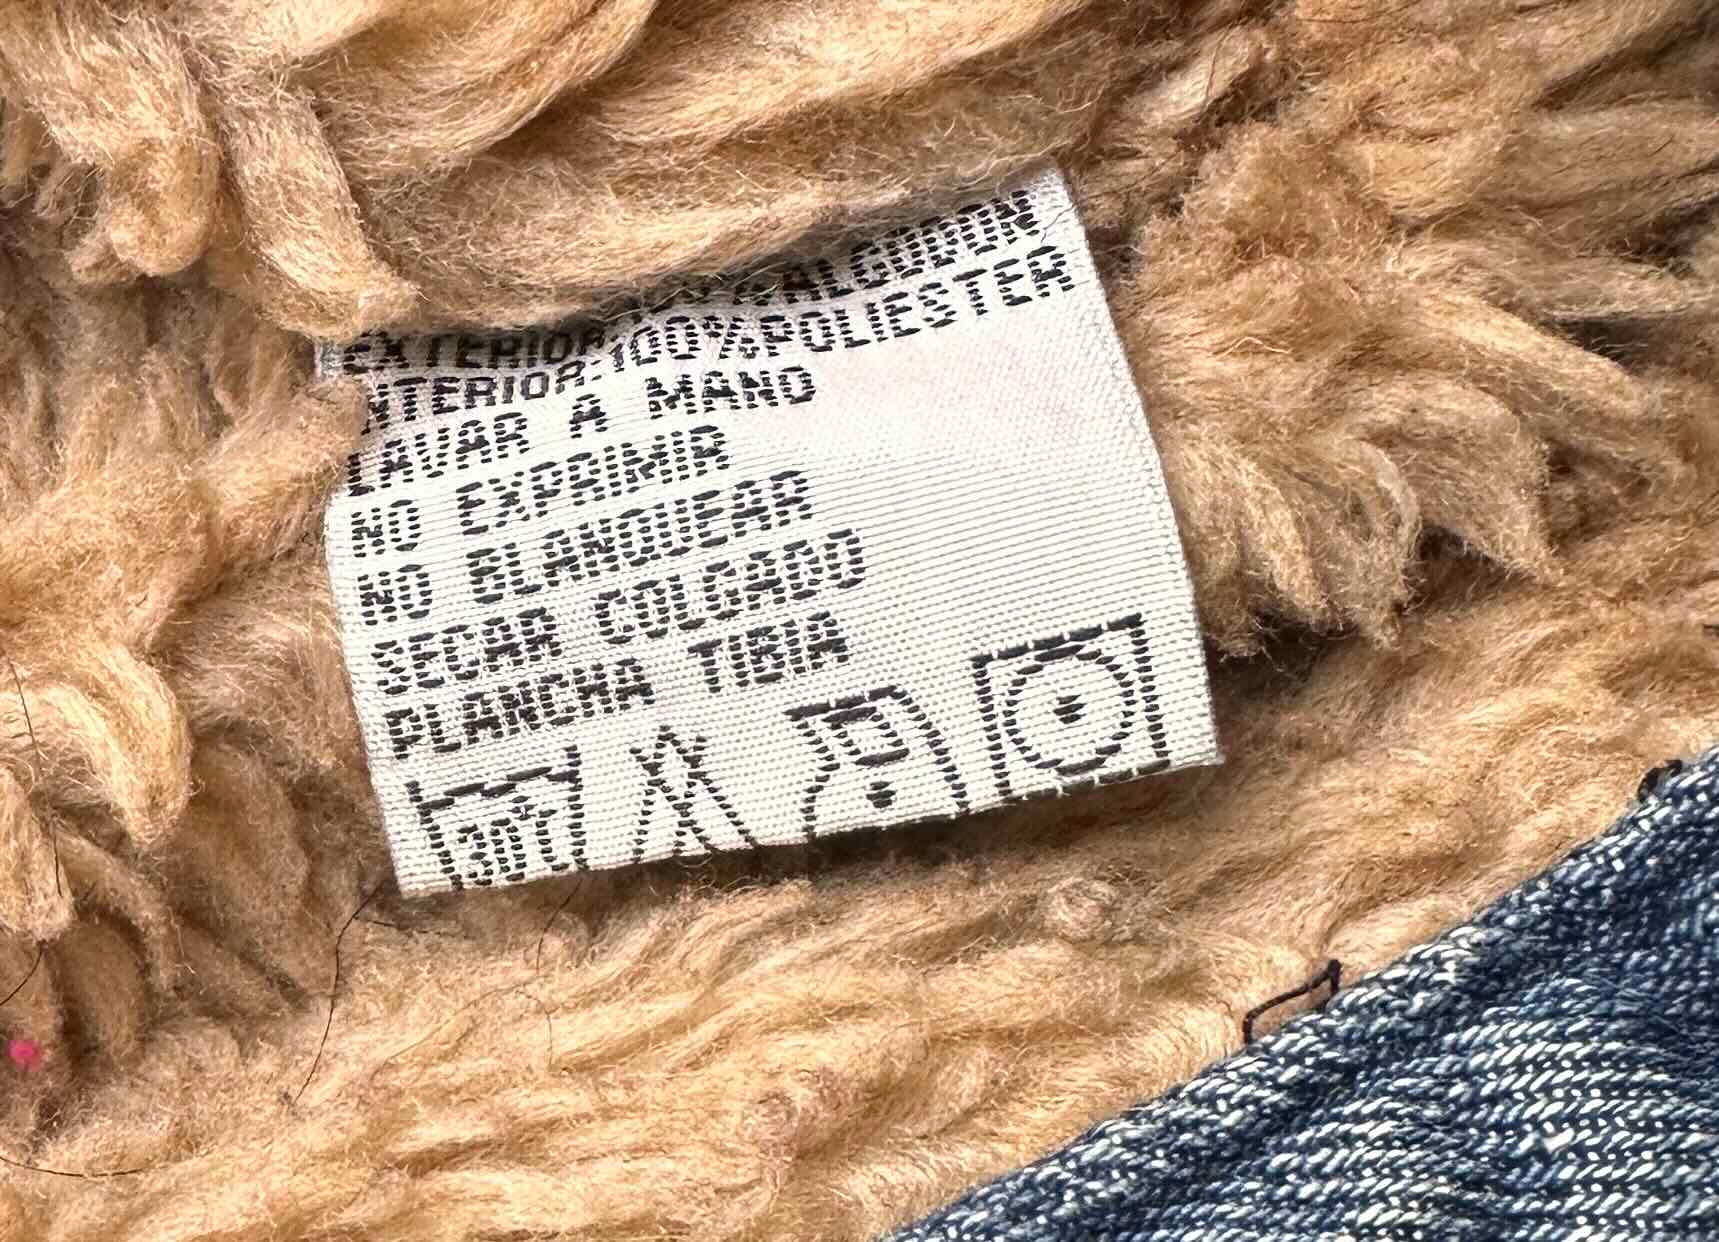 EXTERIOR: % ALGODON
INTERIOR:100%POLIESTER
LAVAR A MANO
NO EXPRIMIR
NO BLANQUEAR
SECAR COLGADO
PLANCHA TIBIA
30°C